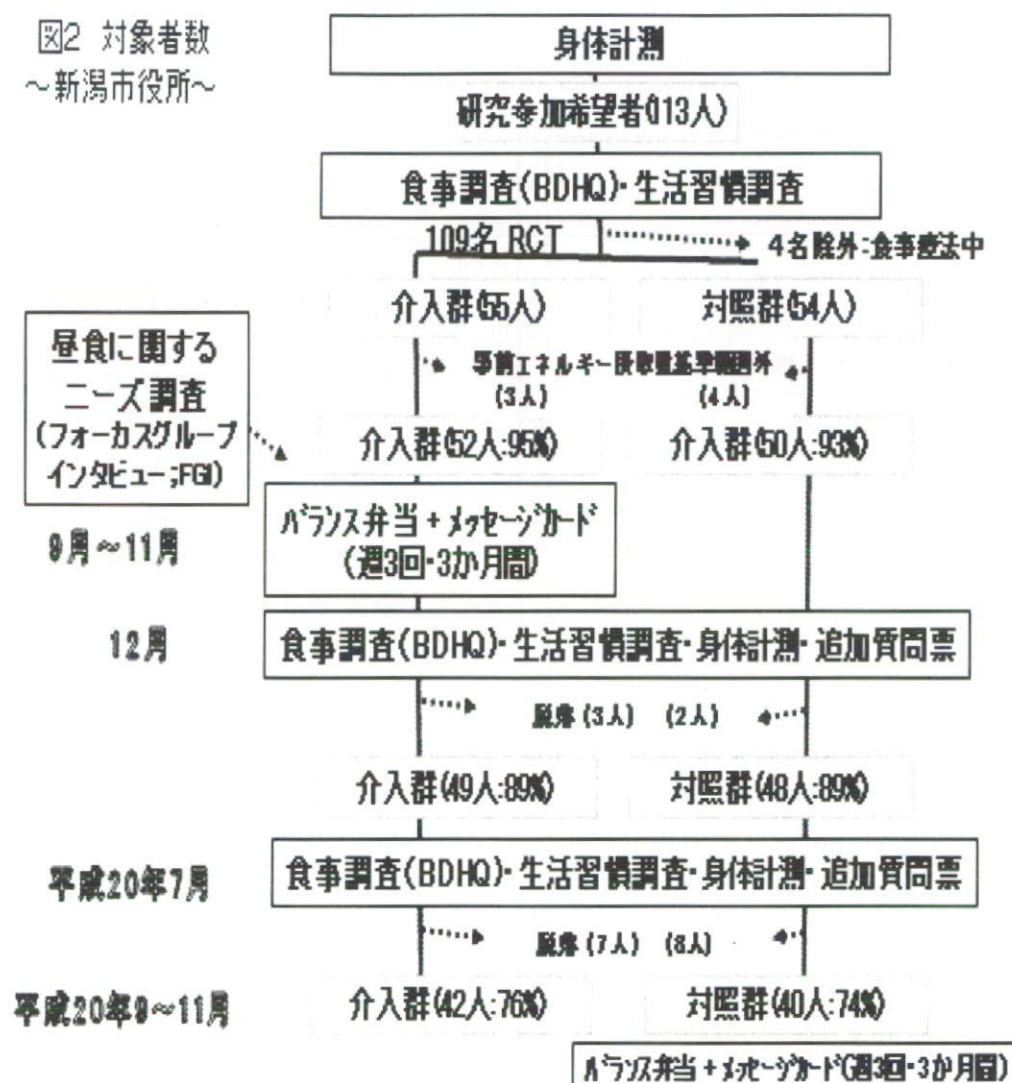 図2 対象者数
～新潟市役所～
身体計測
研究参加希望者(113人)
食事調査(BDHQ)・生活習慣調査
109名 RCT
4名除外:食事療法中
介入群(55人)
対照群(54人)
昼食に関する
ニーズ調査
(フォーカスグループ
インタビュー;FGI)
事前エネルギー摂取量基準範囲外
(3人) (4人)
介入群(52人:95%)
介入群(50人:93%)
9月～11月
バランス弁当+メッセージカード
(週3回・3か月間)
12月
食事調査(BDHQ)・生活習慣調査・身体計測・追加質問票
脱落(3人) (2人)
介入群(49人:89%)
対照群(48人:89%)
平成20年7月
食事調査(BDHQ)・生活習慣調査・身体計測・追加質問票
脱落(7人) (8人)
平成20年9～11月
介入群(42人:76%)
対照群(40人:74%)
バランス弁当+メッセージカード(週3回・3か月間)